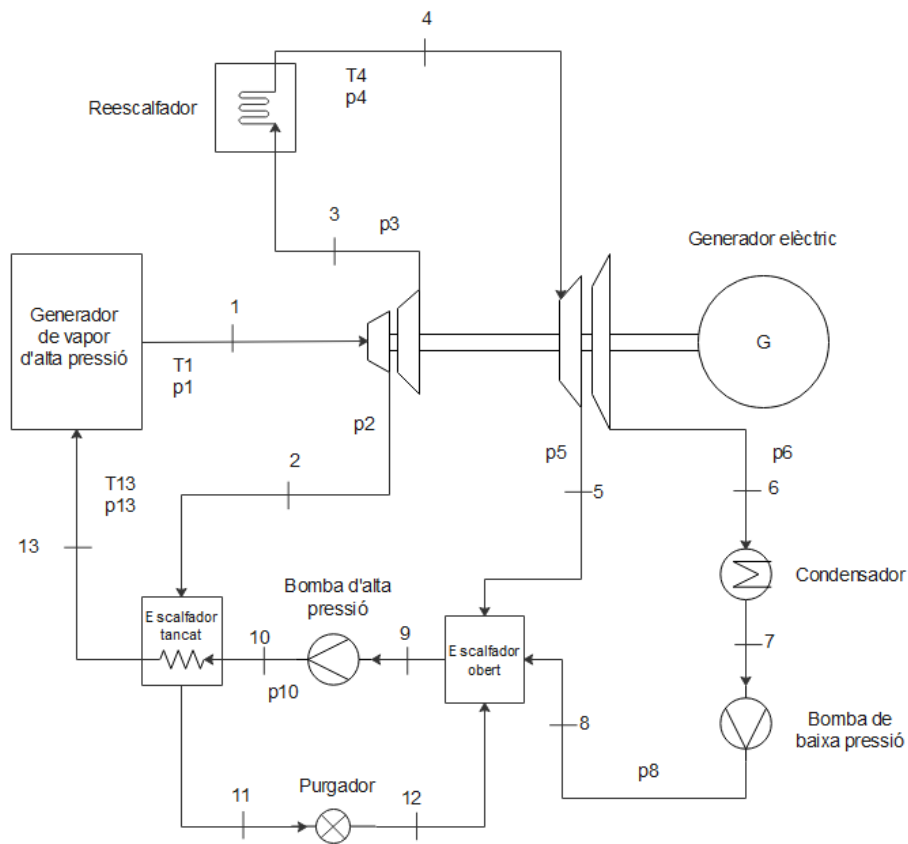 4
T4
p4
Reescalfador
3
p3
Generador elèctric
Generador
de vapor
d'alta pressió
1
T1
p1
G
p2
p5
p6
2
5
6
T13
p13
13
Condensador
Bomba d'alta
pressió
Escalfador
tancat
10
9
Escalfador
obert
7
p10
8
Bomba de
baixa pressió
p8
Purgador
11
12